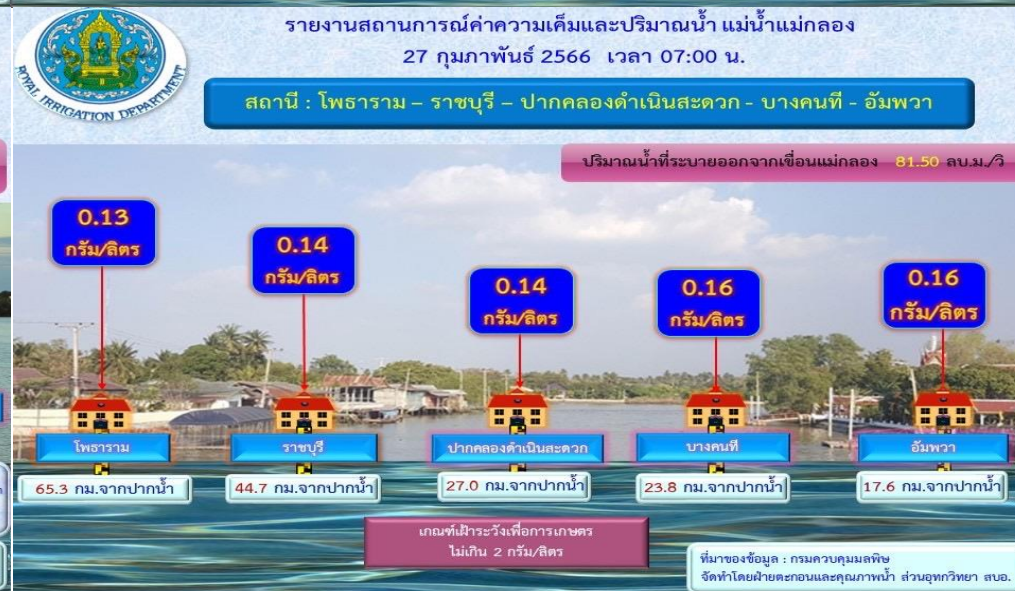 ROYAL IRRIGATION DEPARTMENT
รายงานสถานการณ์ค่าความเค็มและปริมาณน้ำ แม่น้ำแม่กลอง
27 กุมภาพันธ์ 2566 เวลา 07:00 น.
สถานี : โพธาราม – ราชบุรี – ปากคลองดำเนินสะดวก - บางคนที - อัมพวา
ปริมาณน้ำที่ระบายออกจากเขื่อนแม่กลอง 81.50 ลบ.ม./วิ
0.13
กรัม/ลิตร
0.14
กรัม/ลิตร
0.14
กรัม/ลิตร
0.16
กรัม/ลิตร
0.16
กรัม/ลิตร
โพธาราม
ราชบุรี
ปากคลองดำเนินสะดวก
บางคนที
อัมพวา
65.3 กม.จากปากน้ำ
44.7 กม.จากปากน้ำ
27.0 กม.จากปากน้ำ
23.8 กม.จากปากน้ำ
17.6 กม.จากปากน้ำ
เกณฑ์เฝ้าระวังเพื่อการเกษตร
ไม่เกิน 2 กรัม/ลิตร
ที่มาของข้อมูล : กรมควบคุมมลพิษ
จัดทำโดยฝ่ายตะกอนและคุณภาพน้ำ ส่วนอุทกวิทยา สบอ.